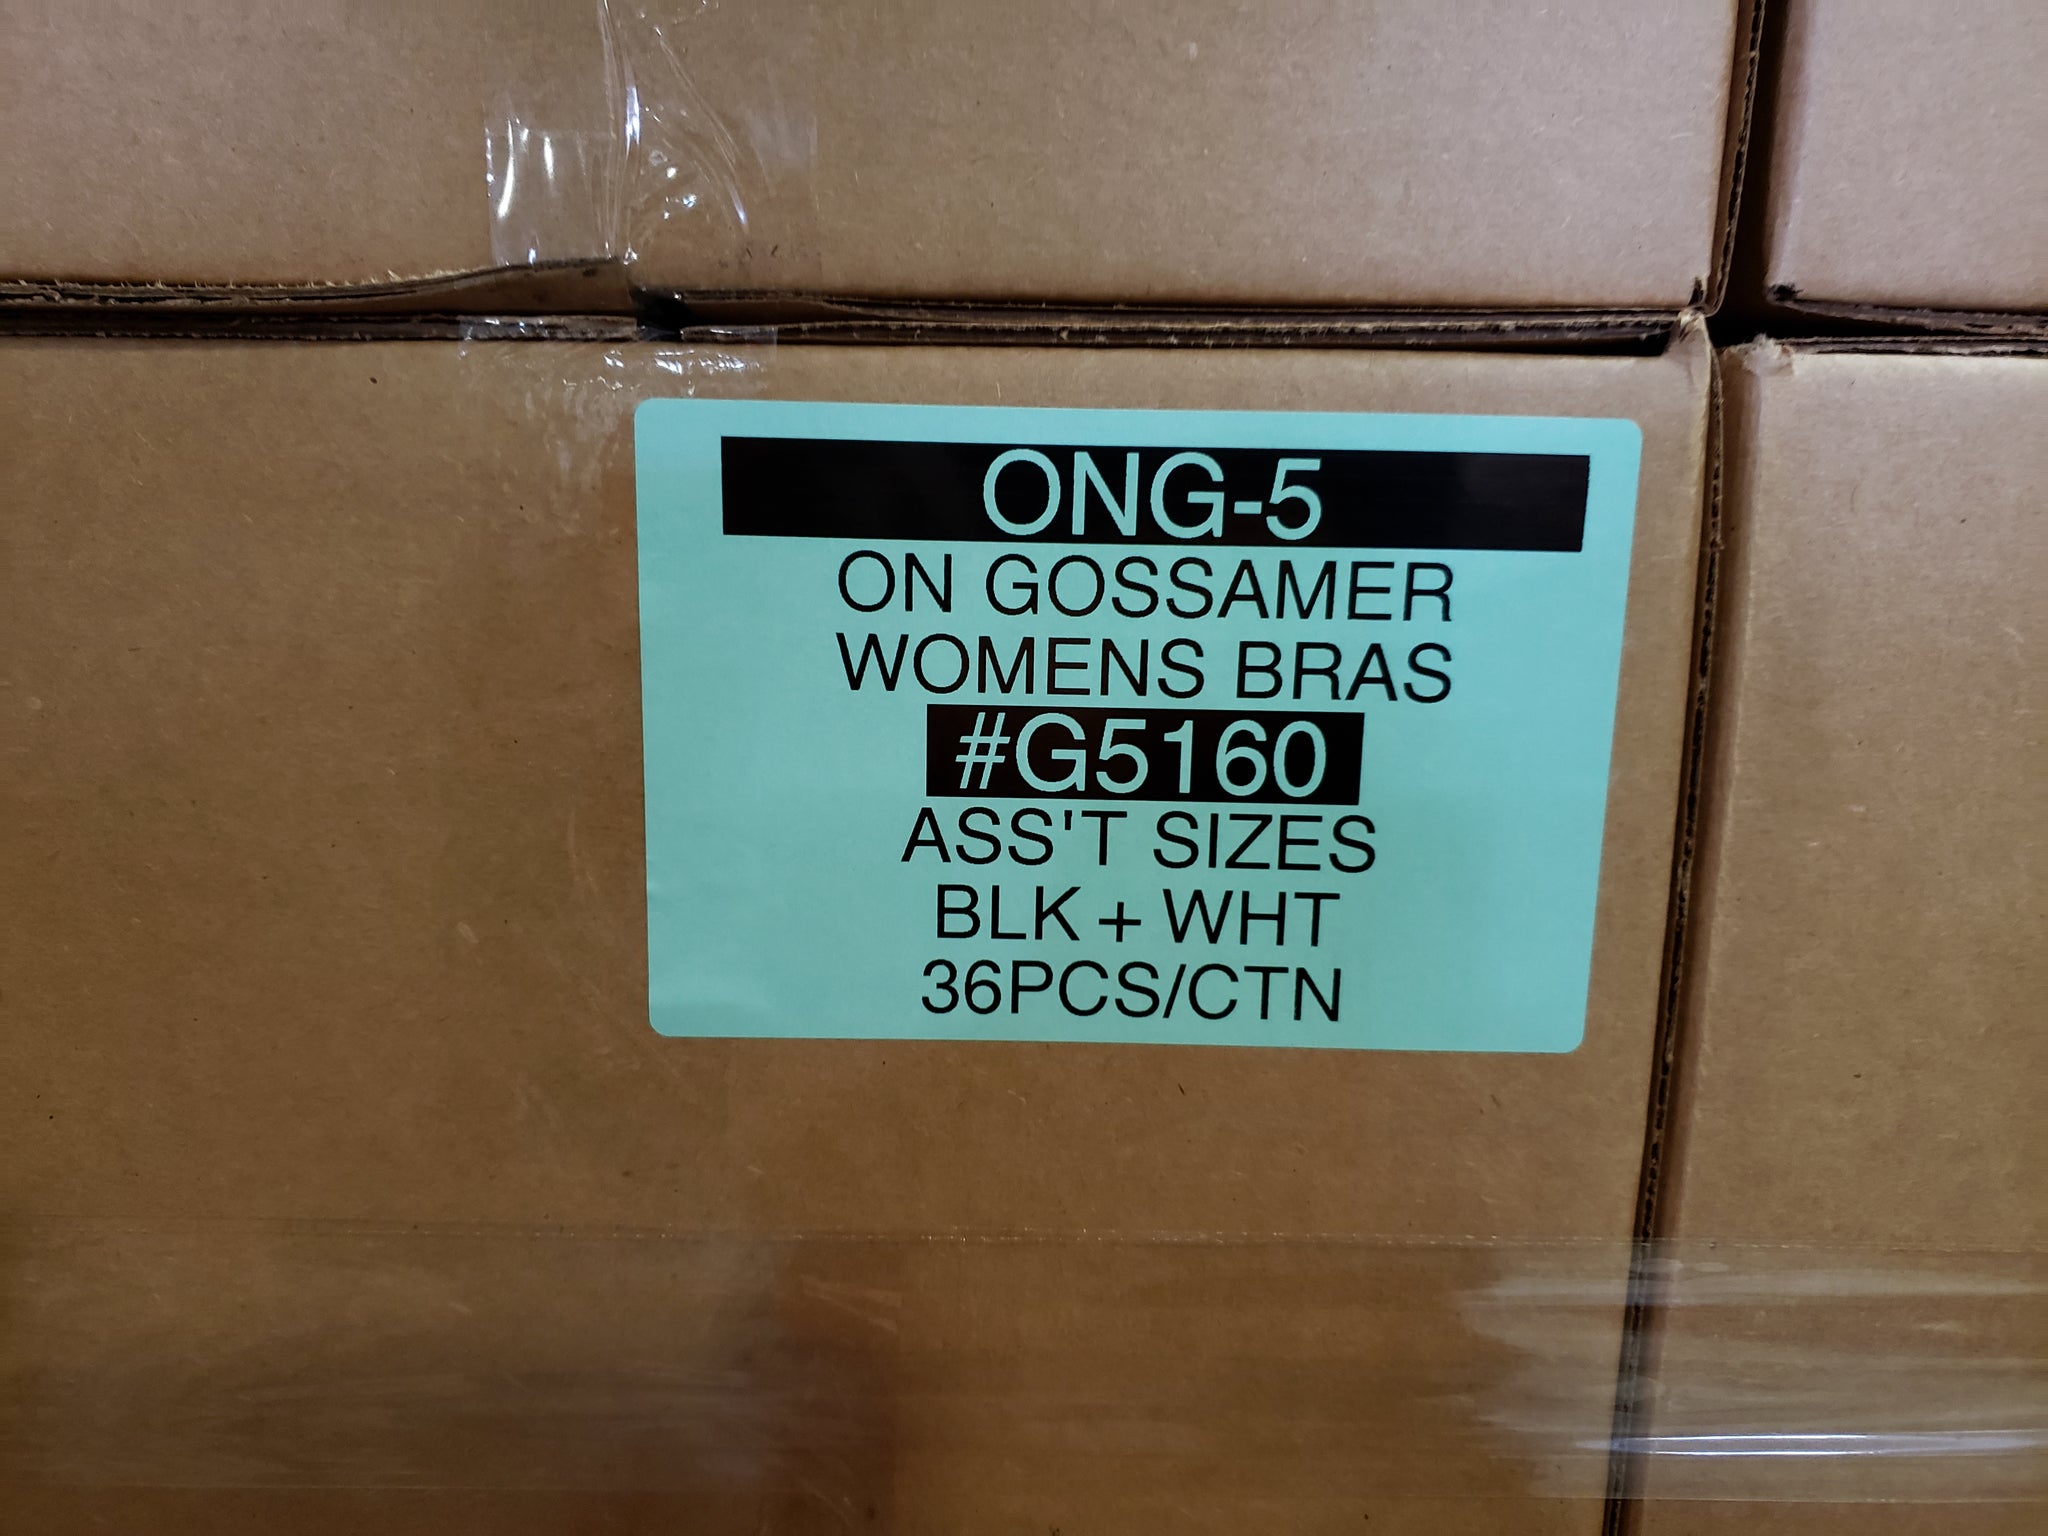 ONG-5
ON GOSSAMER
WOMENS BRAS
#G5160
ASS'T SIZES
BLK + WHT
36PCS/CTN